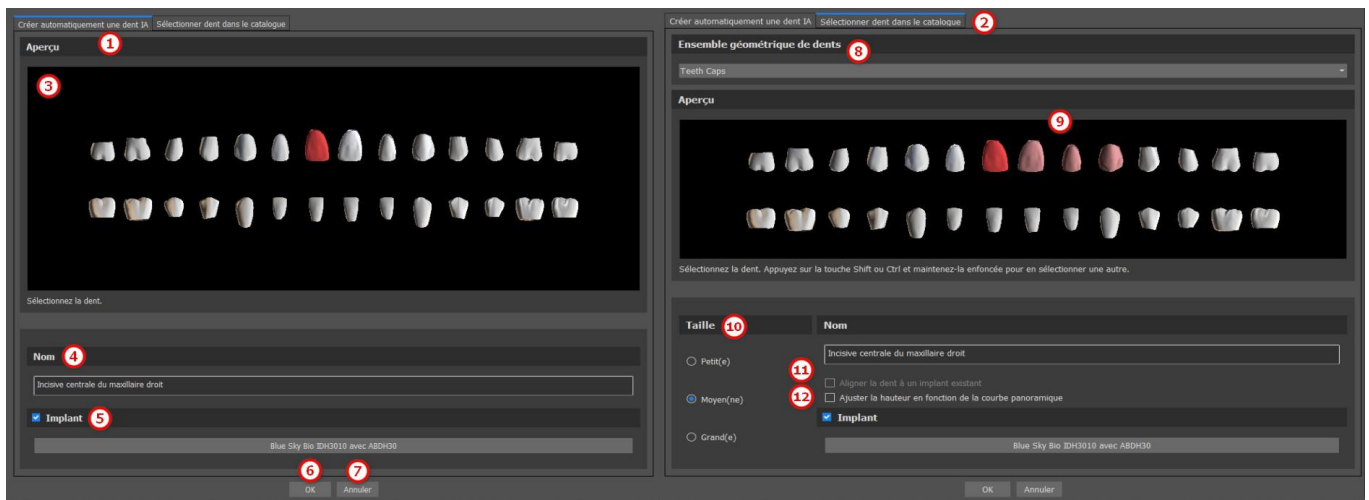 Créer automatiquement une dent IA Sélectionner dent dans le catalogue
1
Aperçu
3
Sélectionnez la dent.
Nom 4
Incisive centrale du maxillaire droit
Implant 5
Blue Sky Bio IDH3010 avec ABDH30
6 7
OK Annuler
Créer automatiquement une dent IA Sélectionner dent dans le catalogue 2
Ensemble géométrique de dents 8
Teeth Caps
Aperçu
9
Sélectionnez la dent. Appuyez sur la touche Shift ou Ctrl et maintenez-la enfoncée pour en sélectionner une autre.
Taille 10
Petit(e)
Moyen(ne)
Grand(e)
Nom
Incisive centrale du maxillaire droit
11 Aligner la dent à un implant existant
12 Ajuster la hauteur en fonction de la courbe panoramique
Implant
Blue Sky Bio IDH3010 avec ABDH30
OK Annuler